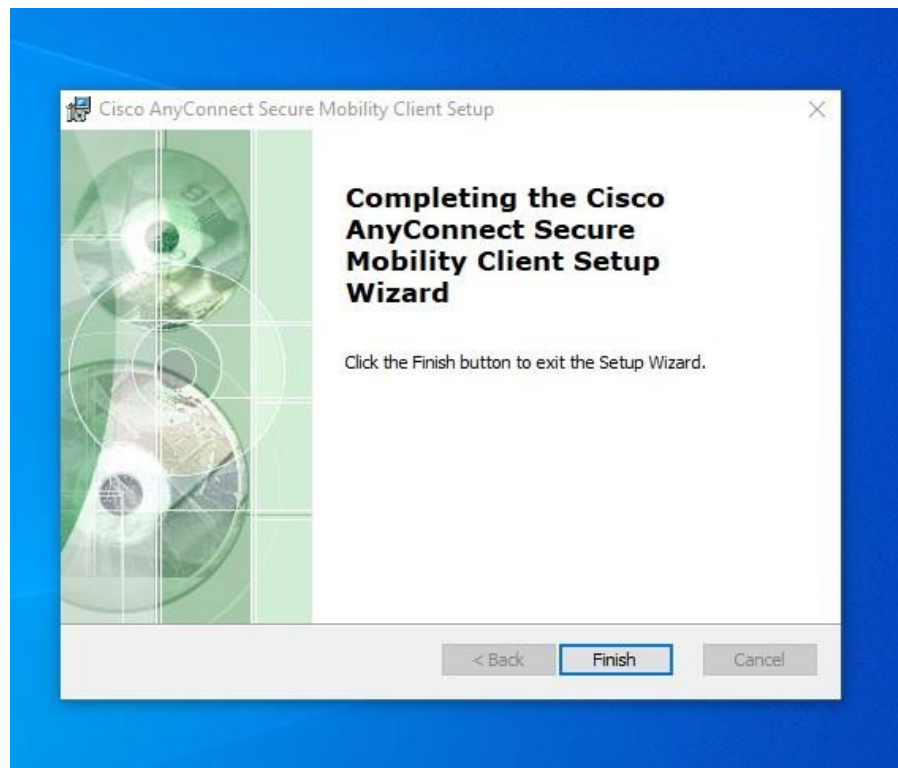 Cisco AnyConnect Secure Mobility Client Setup
Completing the Cisco
AnyConnect Secure
Mobility Client Setup
Wizard
Click the Finish button to exit the Setup Wizard.
< Back
Finish
Cancel